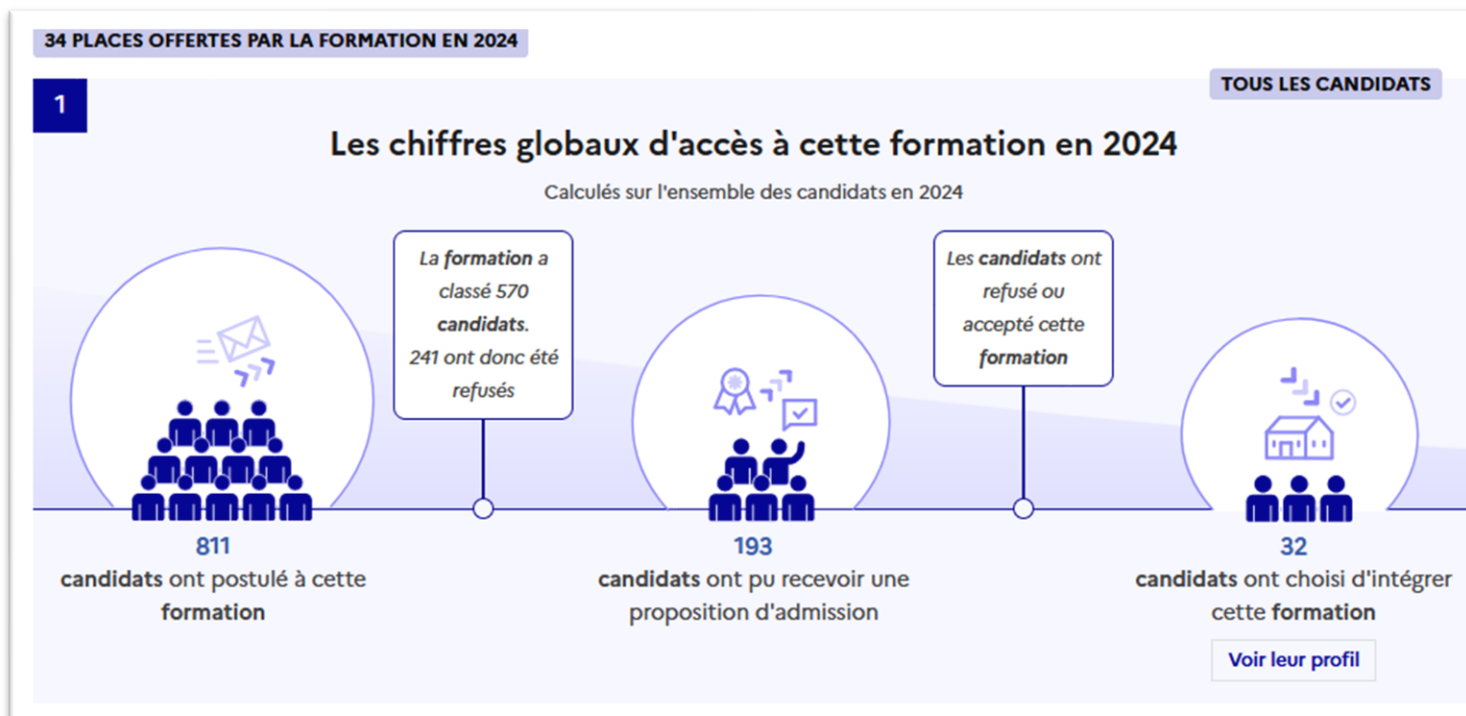 34 PLACES OFFERTES PAR LA FORMATION EN 2024
TOUS LES CANDIDATS
1
Les chiffres globaux d'accès à cette formation en 2024
Calculés sur l'ensemble des candidats en 2024
La formation a
classé 570
candidats.
241 ont donc été
refusés
Les candidats ont
refusé ou
accepté cette
formation
811
candidats ont postulé à cette
formation
193
candidats ont pu recevoir une
proposition d'admission
32
candidats ont choisi d'intégrer
cette formation
Voir leur profil